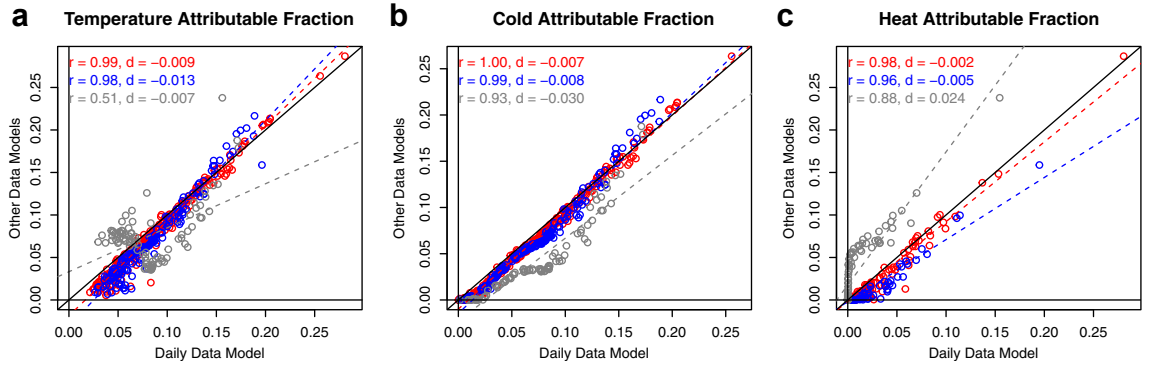 a Temperature Attributable Fraction
r = 0.99, d = −0.009
r = 0.98, d = −0.013
r = 0.51, d = −0.007
Other Data Models
0.00 0.05 0.10 0.15 0.20 0.25
0.00 0.05 0.10 0.15 0.20 0.25
Daily Data Model
b Cold Attributable Fraction
r = 1.00, d = −0.007
r = 0.99, d = −0.008
r = 0.93, d = −0.030
Other Data Models
0.00 0.05 0.10 0.15 0.20 0.25
0.00 0.05 0.10 0.15 0.20 0.25
Daily Data Model
c Heat Attributable Fraction
r = 0.98, d = −0.002
r = 0.96, d = −0.005
r = 0.88, d = 0.024
Other Data Models
0.00 0.05 0.10 0.15 0.20 0.25
0.00 0.05 0.10 0.15 0.20 0.25
Daily Data Model